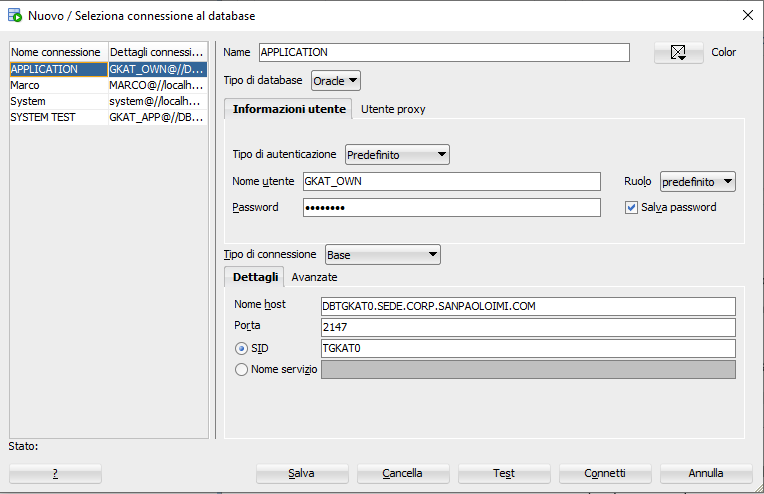 Nuovo / Seleziona connessione al database
Nome connessione Dettagli connessi...
APPLICATION GKAT_OWN@//D...
Marco MARCO@//localh...
System system@//localh...
SYSTEM TEST GKAT_APP@//DB...
Name APPLICATION Color
Tipo di database Oracle
Informazioni utente Utente proxy
Tipo di autenticazione Predefinito
Nome utente GKAT_OWN Ruolo predefinito
Password •••••••• Salva password
Tipo di connessione Base
Dettagli Avanzate
Nome host DBTGKAT0.SEDE.CORP.SANPAOLOIMI.COM
Porta 2147
SID TGKAT0
Nome servizio
Stato:
? Salva Cancella Test Connetti Annulla